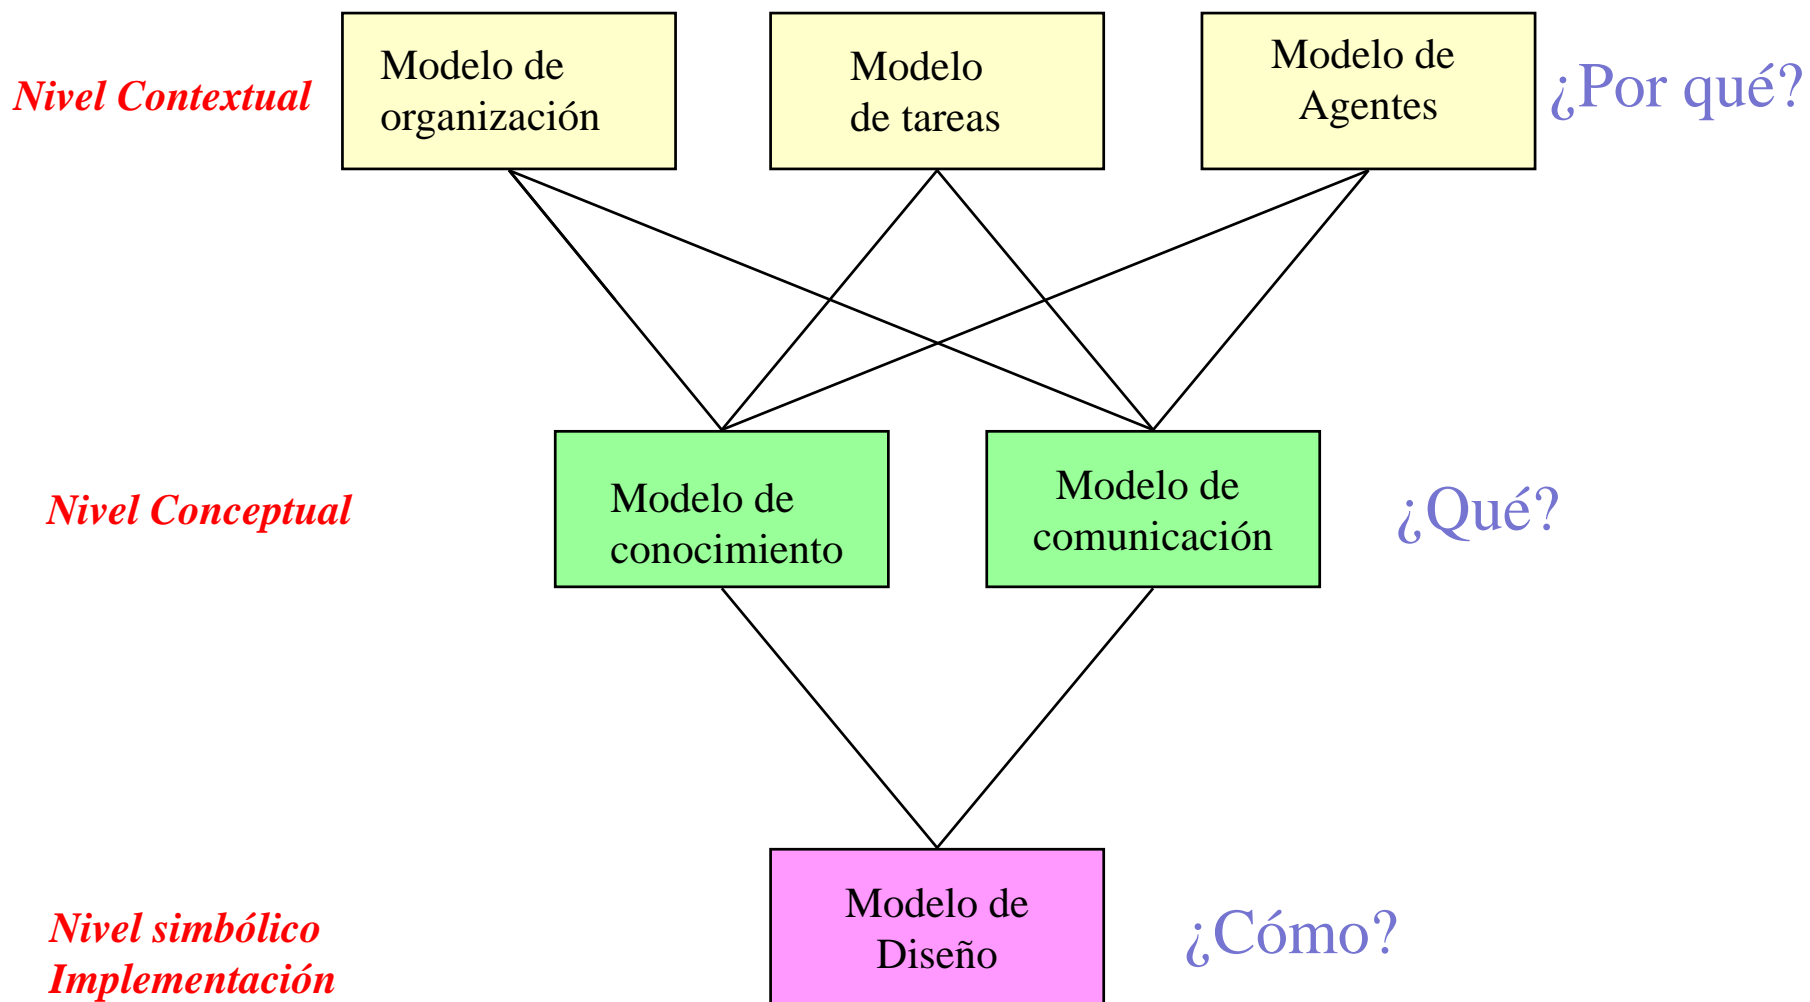 Nivel Contextual
Modelo de
organización
Modelo
de tareas
Modelo de
Agentes
¿Por qué?
Nivel Conceptual
Modelo de
conocimiento
Modelo de
comunicación
¿Qué?
Nivel simbólico
Implementación
Modelo de
Diseño
¿Cómo?